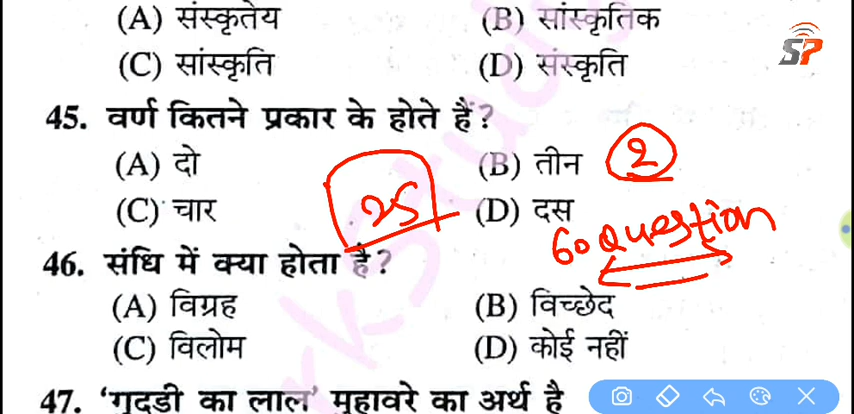 (A) संस्कृतेय (B) सांस्कृतिक
(C) सांस्कृति (D) संस्कृति
SP
45. वर्ण कितने प्रकार के होते हैं?
(A) दो (B) तीन 2
(C) चार 25 (D) दस
60 Question
46. संधि में क्या होता है?
(A) विग्रह (B) विच्छेद
(C) विलोम (D) कोई नहीं
47. 'गुदड़ी का लाल' मुहावरे का अर्थ है